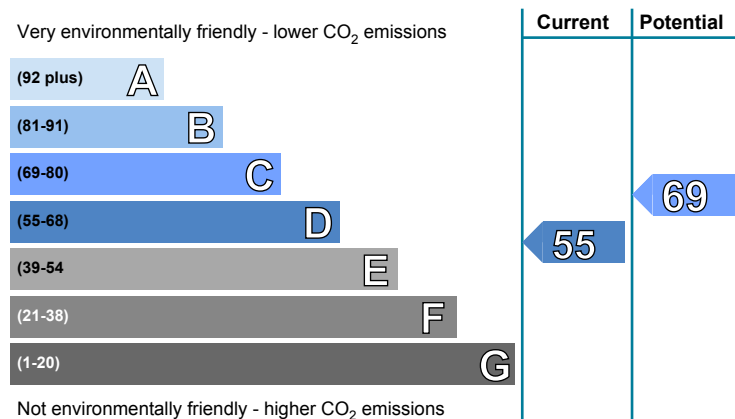 Very environmentally friendly - lower CO₂ emissions
Current
Potential
(92 plus) A
(81-91) B
(69-80) C
(55-68) D
(39-54 E
(21-38) F
(1-20) G
55
69
Not environmentally friendly - higher CO₂ emissions